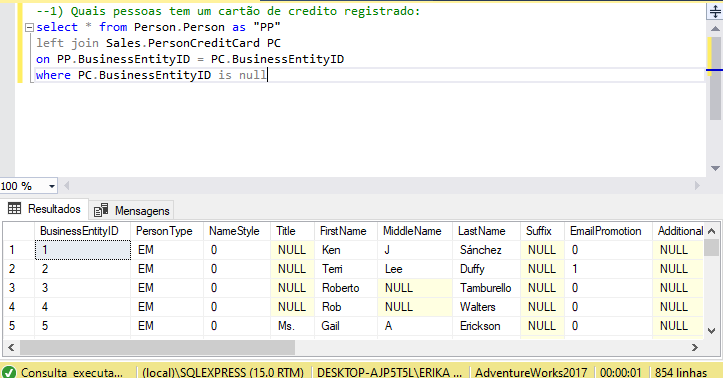 --1) Quais pessoas tem um cartão de credito registrado:
select * from Person.Person as "PP"
left join Sales.PersonCreditCard PC
on PP.BusinessEntityID = PC.BusinessEntityID
where PC.BusinessEntityID is null
100 %
Resultados Mensagens
BusinessEntityID PersonType NameStyle Title FirstName MiddleName LastName Suffix EmailPromotion Additional
1 1 EM 0 NULL Ken J Sánchez NULL 0 NULL
2 2 EM 0 NULL Terri Lee Duffy NULL 1 NULL
3 3 EM 0 NULL Roberto NULL Tamburello NULL 0 NULL
4 4 EM 0 NULL Rob NULL Walters NULL 0 NULL
5 5 EM 0 Ms. Gail A Erickson NULL 0 NULL
Consulta executa... (local)\SQLEXPRESS (15.0 RTM) DESKTOP-AJP5T5L\ERIKA ... AdventureWorks2017 00:00:01 854 linhas